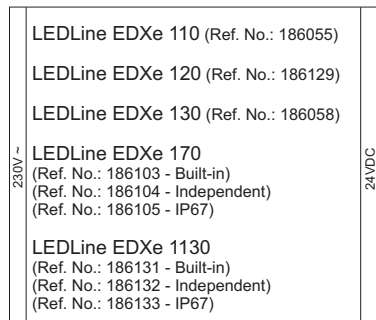 LEDLine EDXe 110 (Ref. No.: 186055)
LEDLine EDXe 120 (Ref. No.: 186129)
LEDLine EDXe 130 (Ref. No.: 186058)
LEDLine EDXe 170
(Ref. No.: 186103 - Built-in)
(Ref. No.: 186104 - Independent)
(Ref. No.: 186105 - IP67)
LEDLine EDXe 1130
(Ref. No.: 186131 - Built-in)
(Ref. No.: 186132 - Independent)
(Ref. No.: 186133 - IP67)
230V ~
24VDC